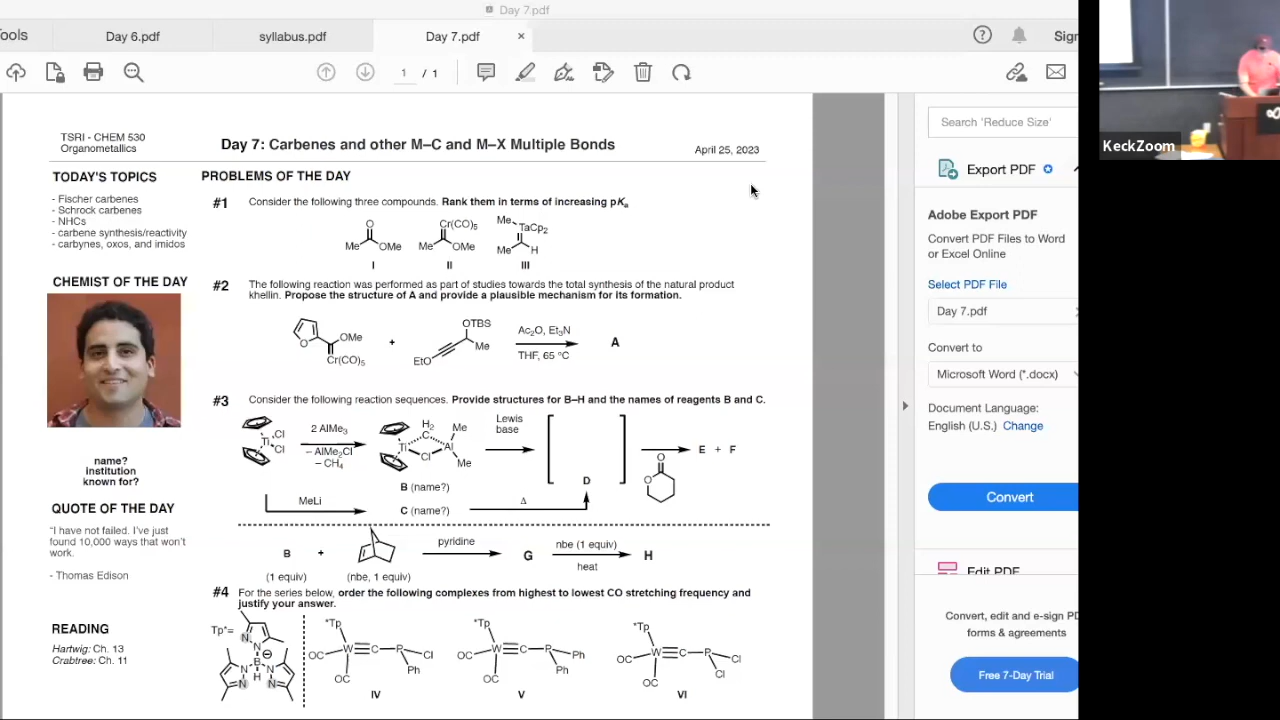 Day 7.pdf
ools
Day 6.pdf
syllabus.pdf
Day 7.pdf
×
Sign
1 / 1
KeckZoom
Search 'Reduce Size'
Export PDF
Adobe Export PDF
Convert PDF Files to Word
or Excel Online
Select PDF File
Day 7.pdf
Convert to
Microsoft Word (*.docx)
Document Language:
English (U.S.) Change
Convert
Edit PDF
Convert, edit and e-sign PD
forms & agreements
Free 7-Day Trial
TSRI - CHEM 530
Organometallics
Day 7: Carbenes and other M–C and M–X Multiple Bonds
April 25, 2023
TODAY'S TOPICS
- Fischer carbenes
- Schrock carbenes
- NHCs
- carbene synthesis/reactivity
- carbynes, oxos, and imidos
CHEMIST OF THE DAY
name?
institution
known for?
QUOTE OF THE DAY
"I have not failed. I've just
found 10,000 ways that won't
work.
- Thomas Edison
READING
Hartwig: Ch. 13
Crabtree: Ch. 11
PROBLEMS OF THE DAY
#1 Consider the following three compounds. Rank them in terms of increasing pKa
O Cr(CO)5 Me TaCp2
Me OMe Me OMe Me H
I II III
#2 The following reaction was performed as part of studies towards the total synthesis of the natural product
khellin. Propose the structure of A and provide a plausible mechanism for its formation.
O OMe Cr(CO)5 + EtO OTBS Me Ac2O, Et3N A
THF, 65 °C
#3 Consider the following reaction sequences. Provide structures for B–H and the names of reagents B and C.
Ti Cl Cl 2 AlMe3 Ti H2 C Cl Al Me Me Lewis
base
– AlMe2Cl
– CH4
E + F
O O
B (name?) D
MeLi C (name?) Δ
B + pyridine G nbe (1 equiv) H
heat
(1 equiv) (nbe, 1 equiv)
#4 For the series below, order the following complexes from highest to lowest CO stretching frequency and
justify your answer.
Tp*= N N B H N N N N ⊖
*Tp W C P Cl Ph OC OC
*Tp W C P Ph Ph OC OC
*Tp W C P Cl Cl OC OC
IV V VI